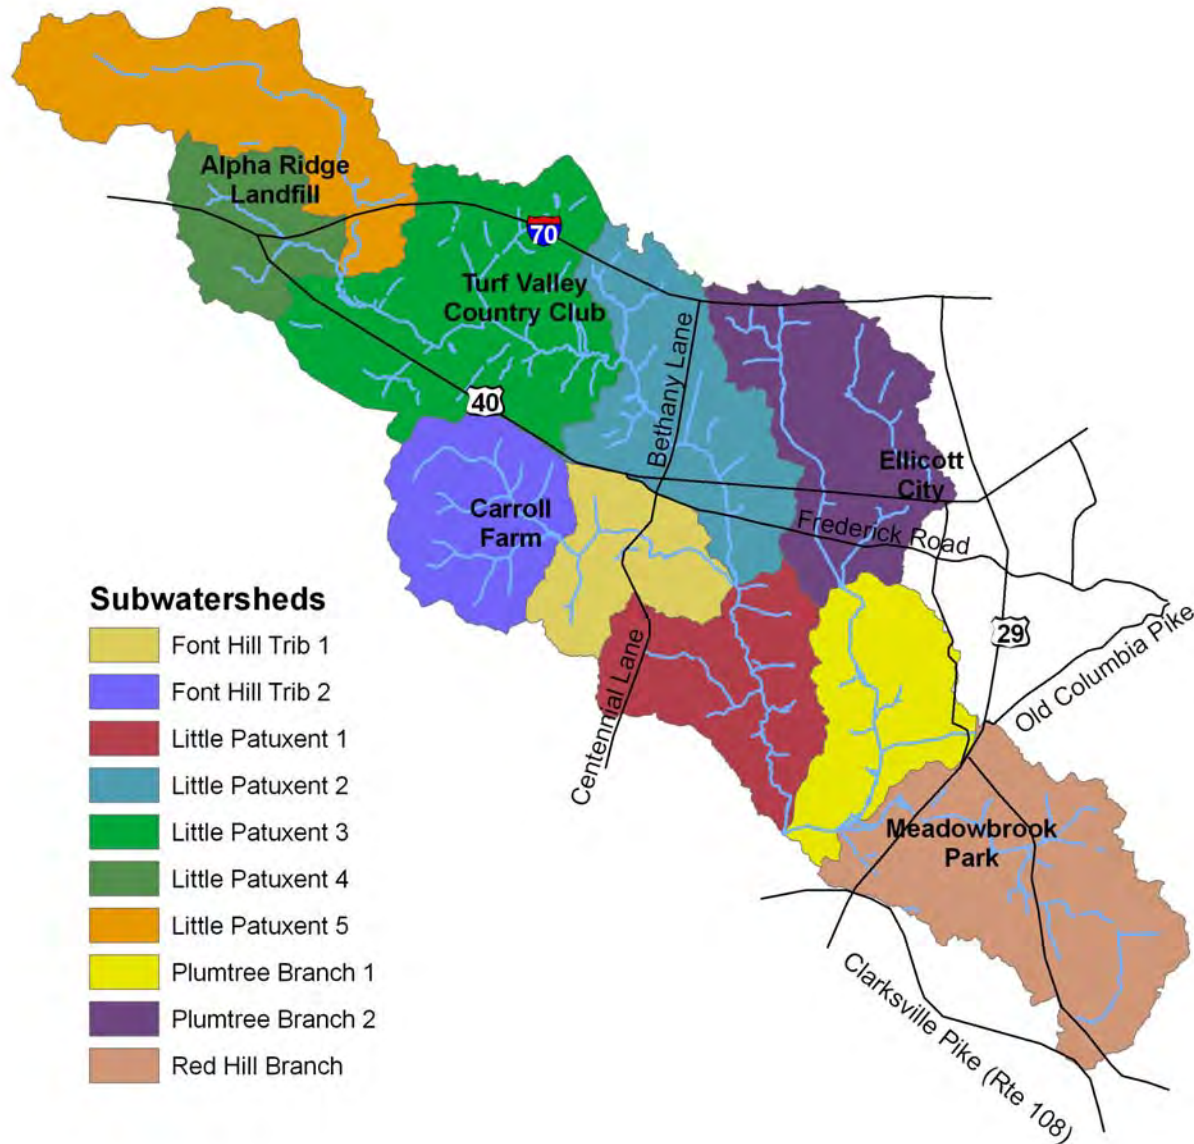 Alpha Ridge
Landfill
70
Turf Valley
Country Club
Bethany Lane
40
Ellicott
City
Carroll
Farm
Frederick Road
Subwatersheds
Font Hill Trib 1
Font Hill Trib 2
Little Patuxent 1
Little Patuxent 2
Little Patuxent 3
Little Patuxent 4
Little Patuxent 5
Plumtree Branch 1
Plumtree Branch 2
Red Hill Branch
Centennial Lane
29
Old Columbia Pike
Meadowbrook
Park
Clarksville Pike (Rte 108)